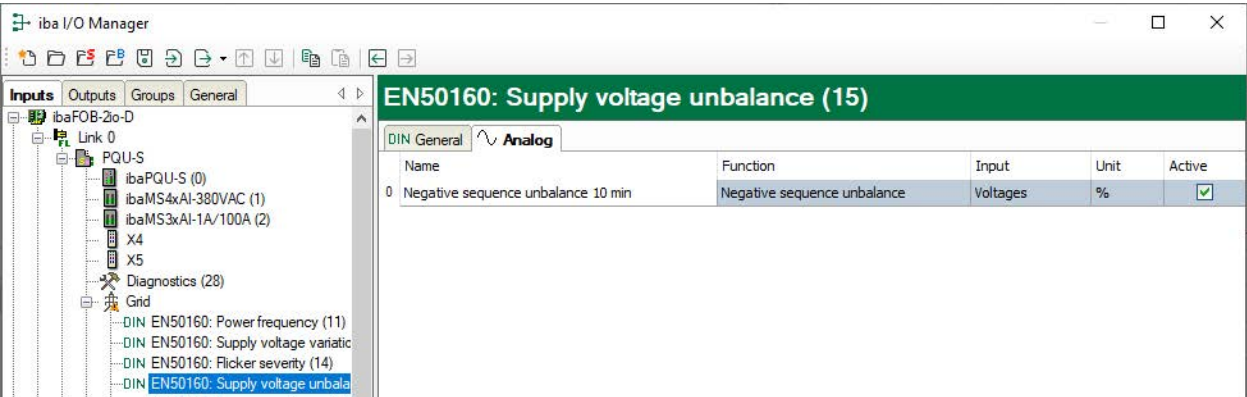 iba I/O Manager
Inputs Outputs Groups General
ibaFOB-2io-D
Link 0
PQU-S
ibaPQU-S (0)
ibaMS4xAI-380VAC (1)
ibaMS3xAI-1A/100A (2)
X4
X5
Diagnostics (28)
Grid
DIN EN50160: Power frequency (11)
DIN EN50160: Supply voltage variatic
DIN EN50160: Flicker severity (14)
DIN EN50160: Supply voltage unbala
EN50160: Supply voltage unbalance (15)
DIN General Analog
Name Function Input Unit Active
0 Negative sequence unbalance 10 min Negative sequence unbalance Voltages %